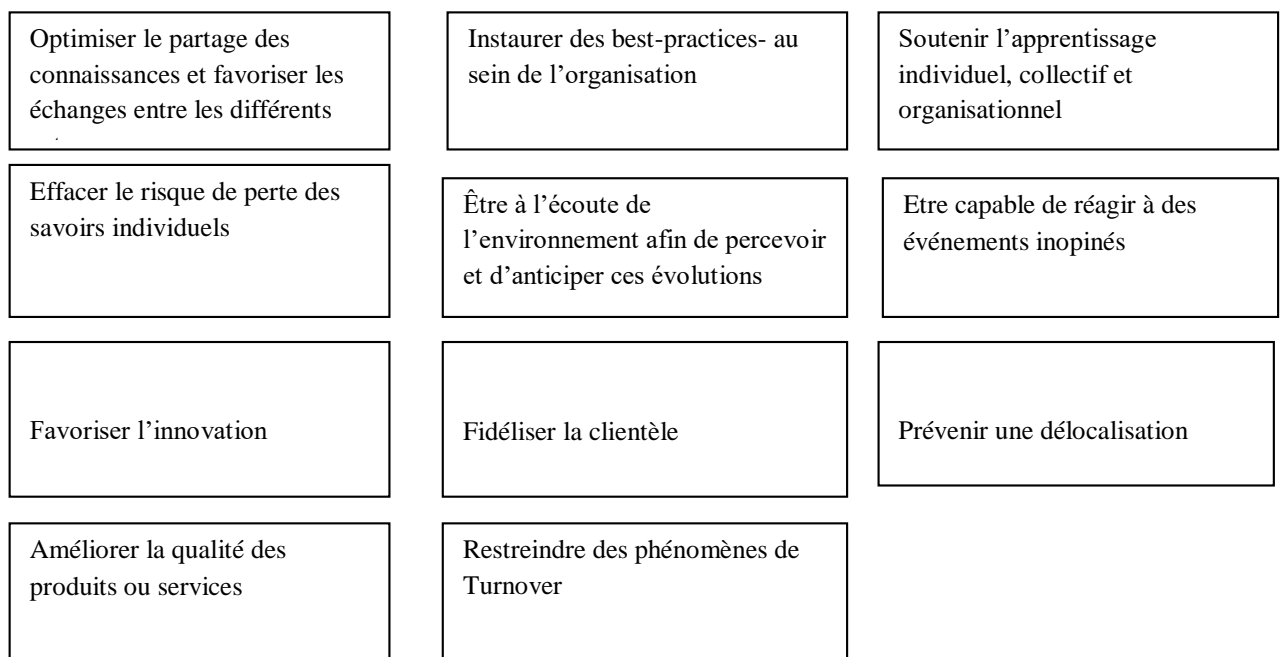 Optimiser le partage des
connaissances et favoriser les
échanges entre les différents
Instaurer des best-practices- au
sein de l’organisation
Soutenir l’apprentissage
individuel, collectif et
organisationnel
Effacer le risque de perte des
savoirs individuels
Être à l’écoute de
l’environnement afin de percevoir
et d’anticiper ces évolutions
Etre capable de réagir à des
événements inopinés
Favoriser l’innovation
Fidéliser la clientèle
Prévenir une délocalisation
Améliorer la qualité des
produits ou services
Restreindre des phénomènes de
Turnover